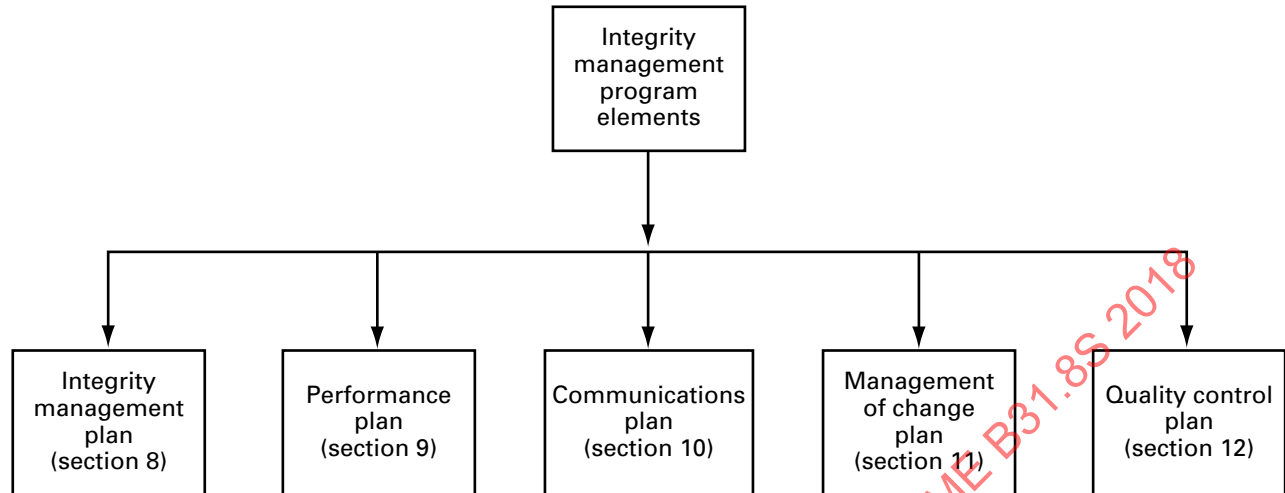 Integrity
management
program
elements
Integrity
management
plan
(section 8)
Performance
plan
(section 9)
Communications
plan
(section 10)
Management
of change
plan
(section 11)
Quality control
plan
(section 12)
ME B31.8S 2018